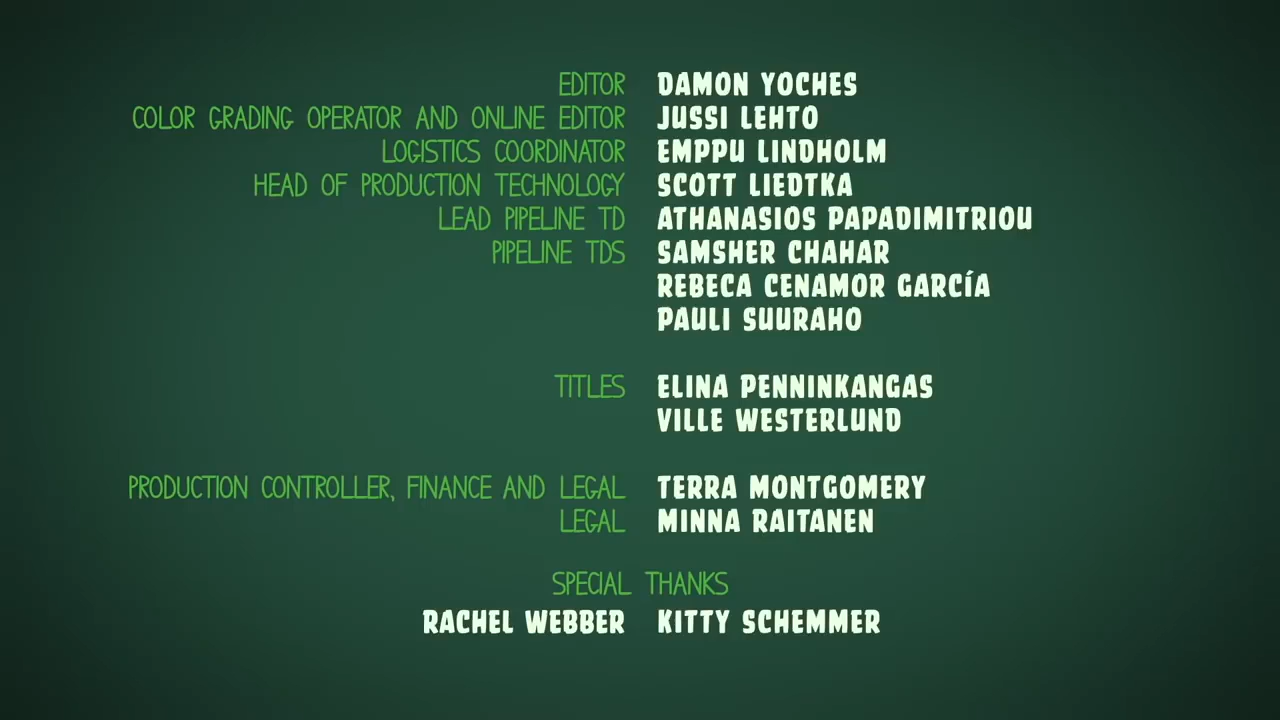 EDITOR DAMON YOCHES
COLOR GRADING OPERATOR AND ONLINE EDITOR JUSSI LEHTO
LOGISTICS COORDINATOR EMPPU LINDHOLM
HEAD OF PRODUCTION TECHNOLOGY SCOTT LIEDTKA
LEAD PIPELINE TD ATHANASIOS PAPADIMITRIOU
PIPELINE TDS SAMSHER CHAHAR
REBECA CENAMOR GARCÍA
PAULI SUURAHO
TITLES ELINA PENNINKANGAS
VILLE WESTERLUND
PRODUCTION CONTROLLER, FINANCE AND LEGAL TERRA MONTGOMERY
LEGAL MINNA RAITANEN
SPECIAL THANKS
RACHEL WEBBER KITTY SCHEMMER